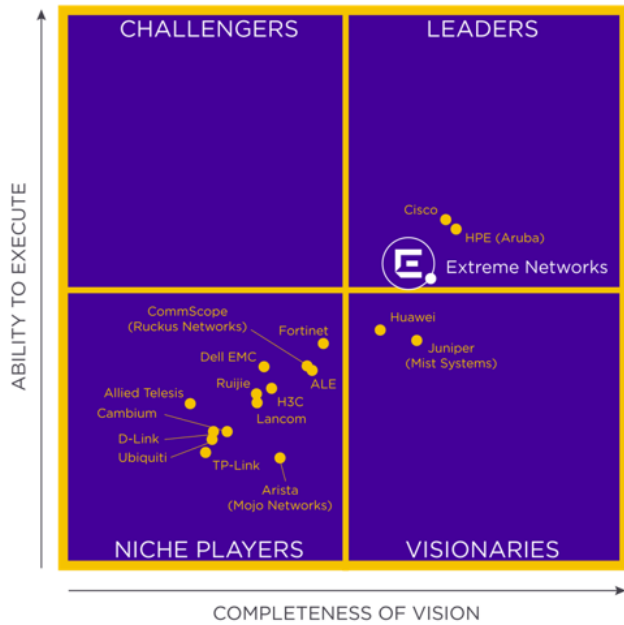 CHALLENGERS
LEADERS
ABILITY TO EXECUTE
Cisco
HPE (Aruba)
E
Extreme Networks
CommScope
(Ruckus Networks)
Fortinet
Huawei
Juniper
(Mist Systems)
Dell EMC
ALE
Ruijie
H3C
Lancom
Allied Telesis
Cambium
D-Link
Ubiquiti
TP-Link
Arista
(Mojo Networks)
NICHE PLAYERS
VISIONARIES
COMPLETENESS OF VISION